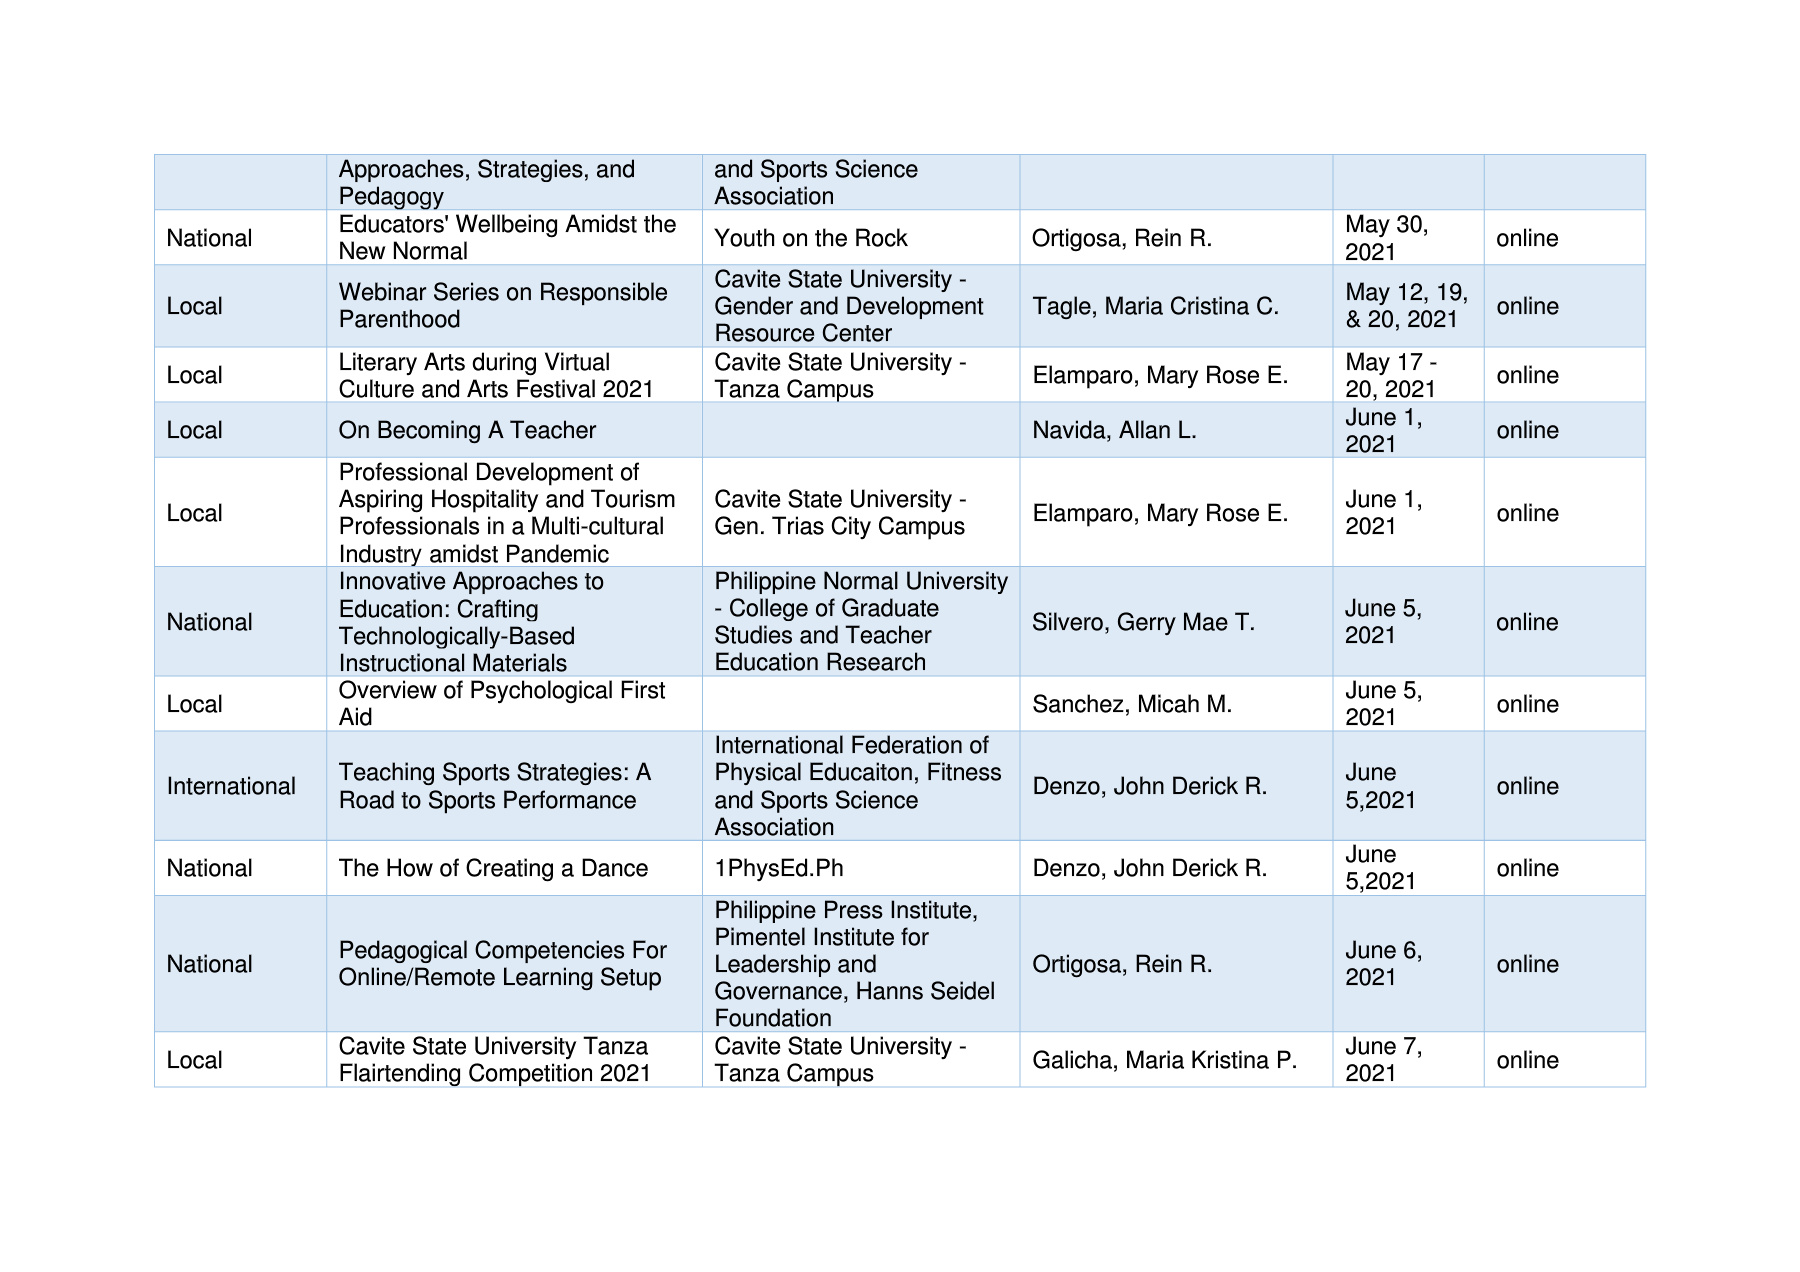 Approaches, Strategies, and
Pedagogy
and Sports Science
Association
National
Educators' Wellbeing Amidst the
New Normal
Youth on the Rock
Ortigosa, Rein R.
May 30,
2021
online
Local
Webinar Series on Responsible
Parenthood
Cavite State University -
Gender and Development
Resource Center
Tagle, Maria Cristina C.
May 12, 19,
& 20, 2021
online
Local
Literary Arts during Virtual
Culture and Arts Festival 2021
Cavite State University -
Tanza Campus
Elamparo, Mary Rose E.
May 17 -
20, 2021
online
Local
On Becoming A Teacher
Navida, Allan L.
June 1,
2021
online
Local
Professional Development of
Aspiring Hospitality and Tourism
Professionals in a Multi-cultural
Industry amidst Pandemic
Cavite State University -
Gen. Trias City Campus
Elamparo, Mary Rose E.
June 1,
2021
online
National
Innovative Approaches to
Education: Crafting
Technologically-Based
Instructional Materials
Philippine Normal University
- College of Graduate
Studies and Teacher
Education Research
Silvero, Gerry Mae T.
June 5,
2021
online
Local
Overview of Psychological First
Aid
Sanchez, Micah M.
June 5,
2021
online
International
Teaching Sports Strategies: A
Road to Sports Performance
International Federation of
Physical Educaiton, Fitness
and Sports Science
Association
Denzo, John Derick R.
June
5,2021
online
National
The How of Creating a Dance
1PhysEd.Ph
Denzo, John Derick R.
June
5,2021
online
National
Pedagogical Competencies For
Online/Remote Learning Setup
Philippine Press Institute,
Pimentel Institute for
Leadership and
Governance, Hanns Seidel
Foundation
Ortigosa, Rein R.
June 6,
2021
online
Local
Cavite State University Tanza
Flairtending Competition 2021
Cavite State University -
Tanza Campus
Galicha, Maria Kristina P.
June 7,
2021
online